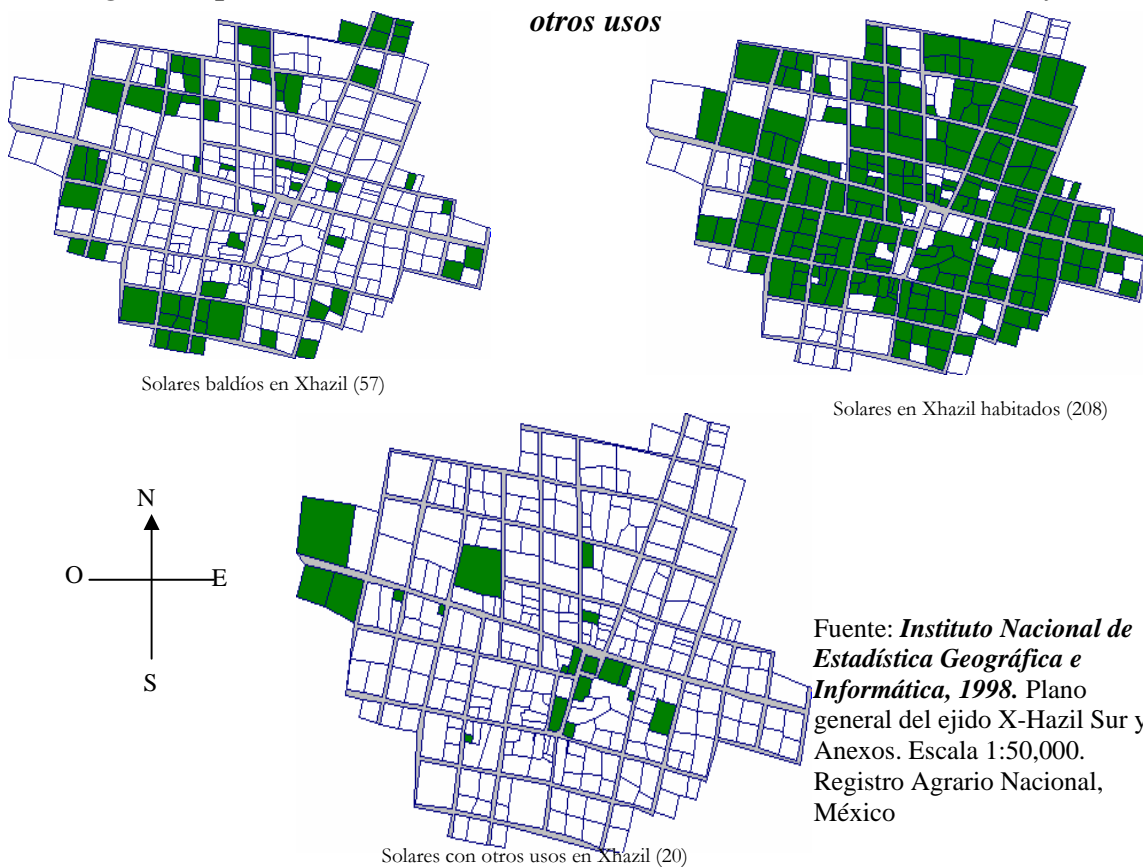 otros usos
Solares baldíos en Xhazil (57)
Solares en Xhazil habitados (208)
N
O
E
S
Fuente: Instituto Nacional de
Estadística Geográfica e
Informática, 1998. Plano
general del ejido X-Hazil Sur y
Anexos. Escala 1:50,000.
Registro Agrario Nacional,
México
Solares con otros usos en Xhazil (20)